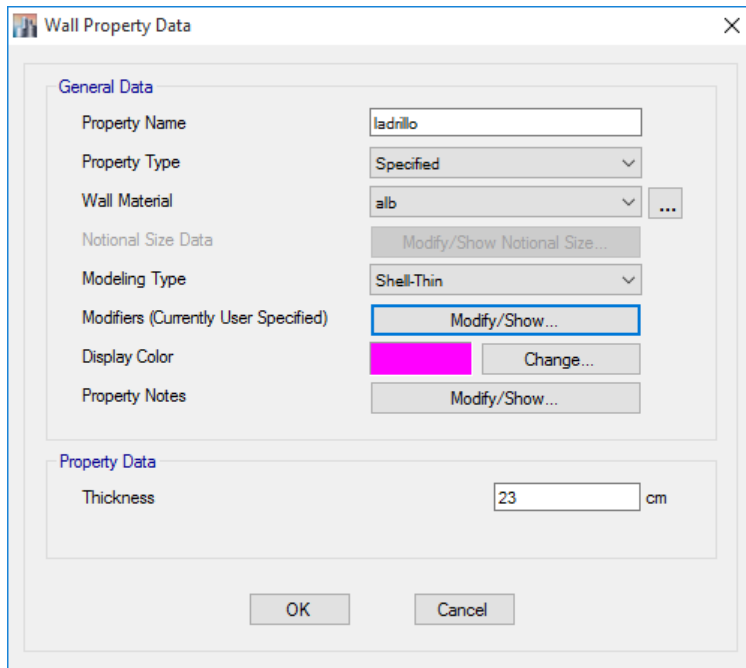 Wall Property Data
General Data
Property Name ladrillo
Property Type Specified
Wall Material alb ...
Notional Size Data Modify/Show Notional Size...
Modeling Type Shell-Thin
Modifiers (Currently User Specified) Modify/Show...
Display Color Change...
Property Notes Modify/Show...
Property Data
Thickness 23 cm
OK Cancel